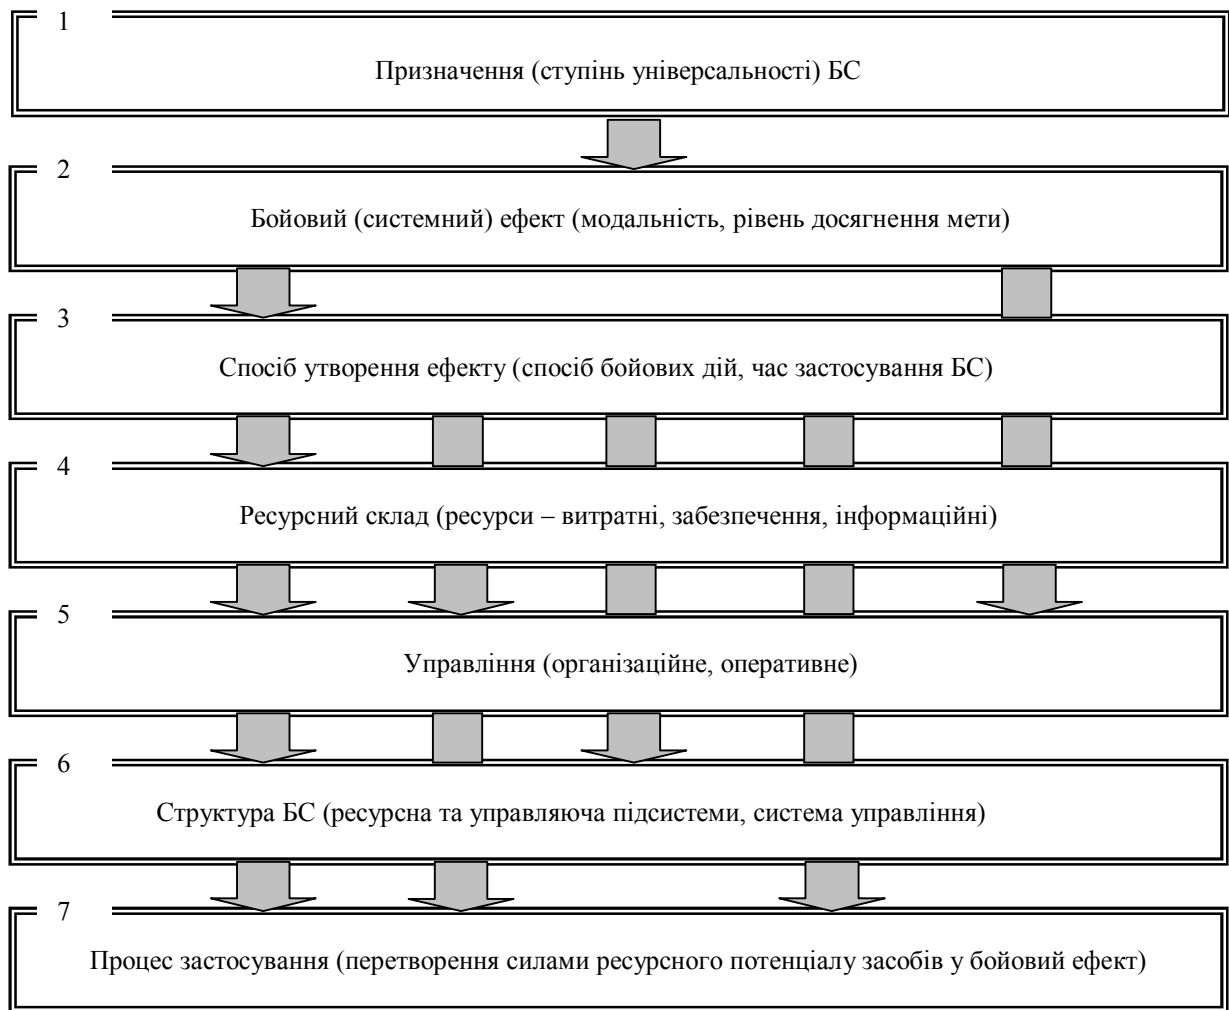 1
Призначення (ступінь універсальності) БС
2
Бойовий (системний) ефект (модальність, рівень досягнення мети)
3
Спосіб утворення ефекту (спосіб бойових дій, час застосування БС)
4
Ресурсний склад (ресурси – витратні, забезпечення, інформаційні)
5
Управління (організаційне, оперативне)
6
Структура БС (ресурсна та управляюча підсистеми, система управління)
7
Процес застосування (перетворення силами ресурсного потенціалу засобів у бойовий ефект)